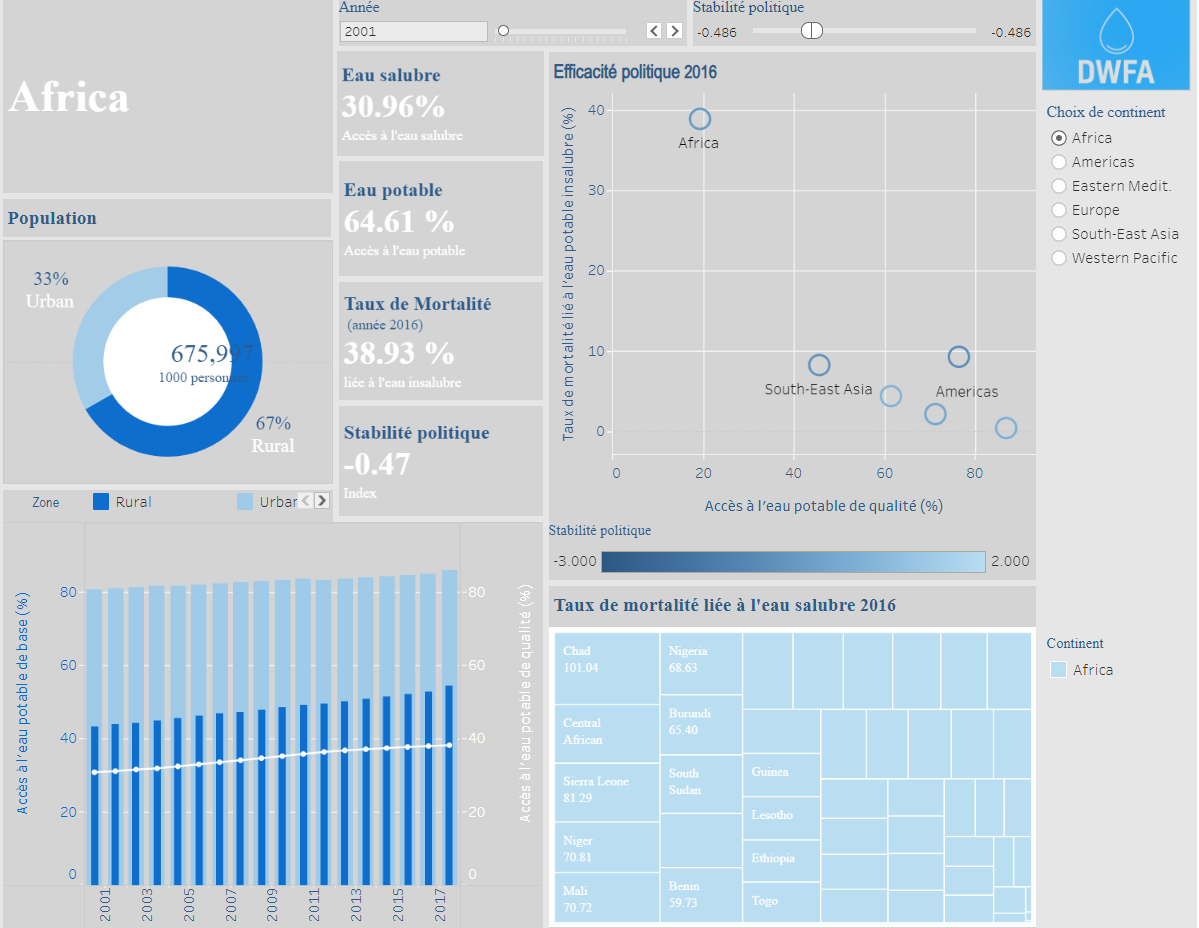 Africa
Année
2001
Stabilité politique
-0.486
-0.486
DWFA
Choix de continent
Africa
Americas
Eastern Medit.
Europe
South-East Asia
Western Pacific
Population
33%
Urban
675,997
1000 personnes
67%
Rural
Zone
Rural
Urban
Eau salubre
30.96%
Accès à l'eau salubre
Eau potable
64.61 %
Accès à l'eau potable
Taux de Mortalité
(année 2016)
38.93 %
liée à l'eau insalubre
Stabilité politique
-0.47
Index
Efficacité politique 2016
Taux de mortalité lié à l'eau potable insalubre (%)
40
30
20
10
0
Africa
South-East Asia
Americas
0
20
40
60
80
Accès à l'eau potable de qualité (%)
Stabilité politique
-3.000
2.000
Accès à l'eau potable de base (%)
80
60
40
20
0
80
60
40
20
0
Accès à l'eau potable de qualité (%)
2001
2003
2005
2007
2009
2011
2013
2015
2017
Taux de mortalité liée à l'eau salubre 2016
Chad
101.04
Central
African
Sierra Leone
81.29
Niger
70.81
Mali
70.72
Nigeria
68.63
Burundi
65.40
South
Sudan
Benin
59.73
Guinea
Lesotho
Ethiopia
Togo
Continent
Africa